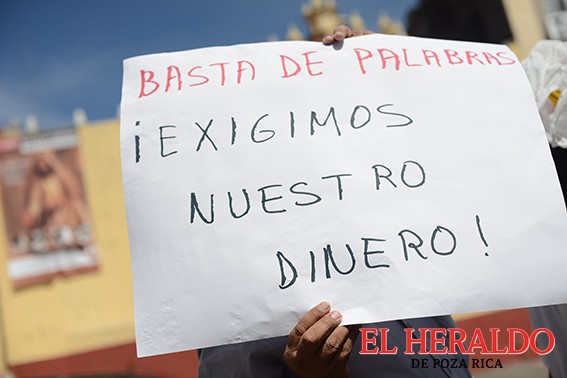 BASTA DE PALABRAS
¡EXIGIMOS
NUESTRO
DINERO!
EL HERALDO
DE POZA RICA